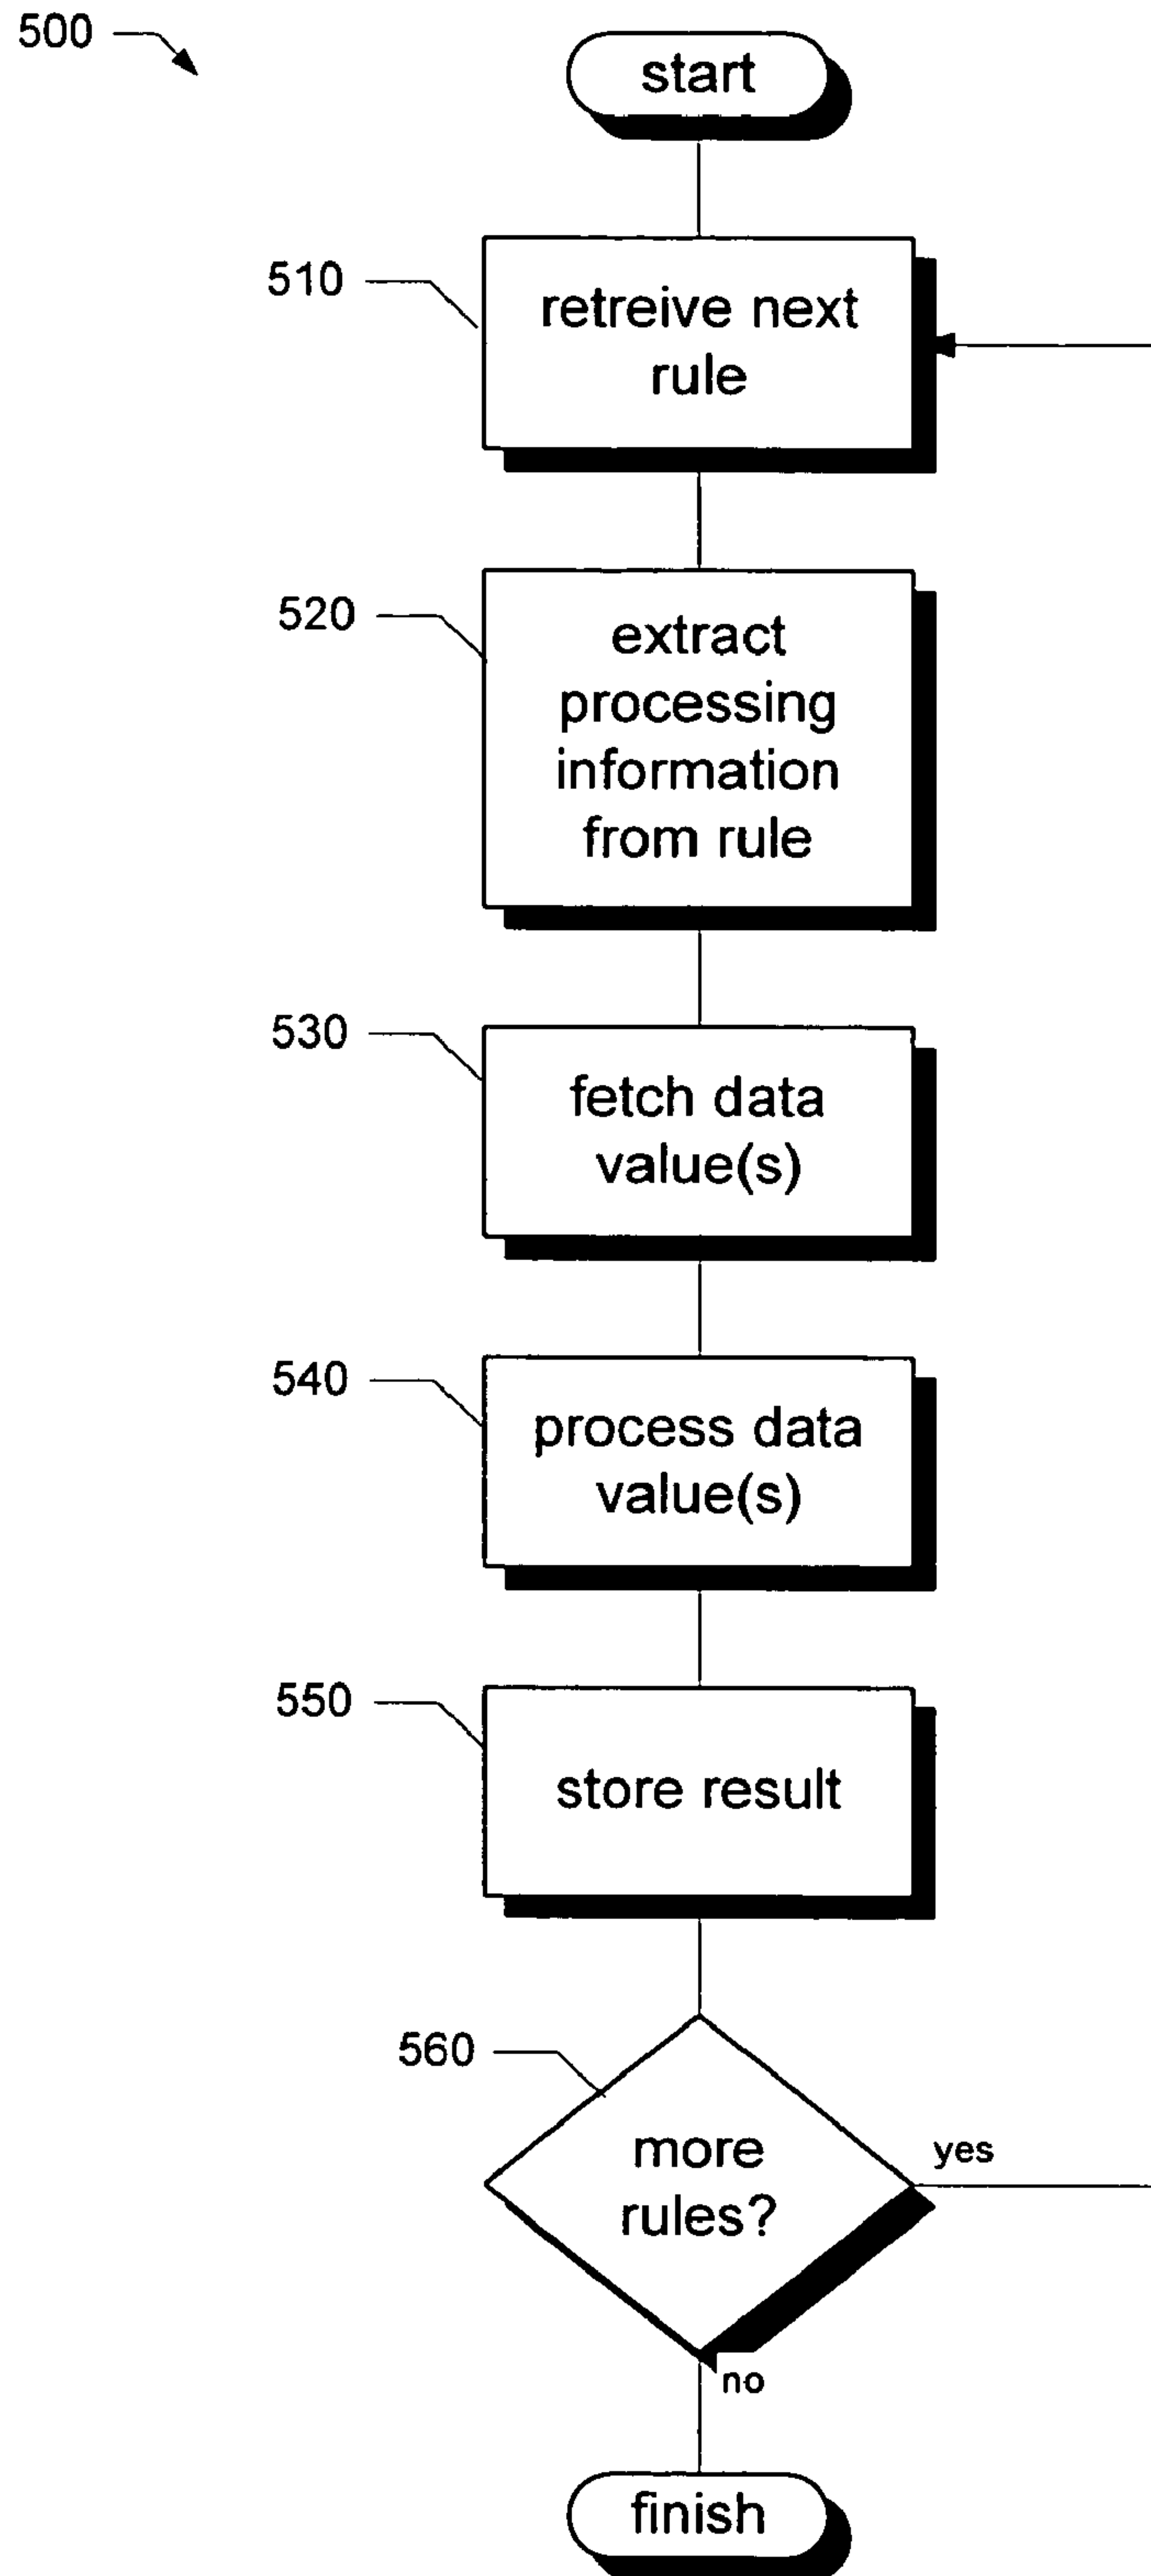 500
start
510
retreive next
rule
520
extract
processing
information
from rule
530
fetch data
value(s)
540
process data
value(s)
550
store result
560
more
rules?
yes
no
finish